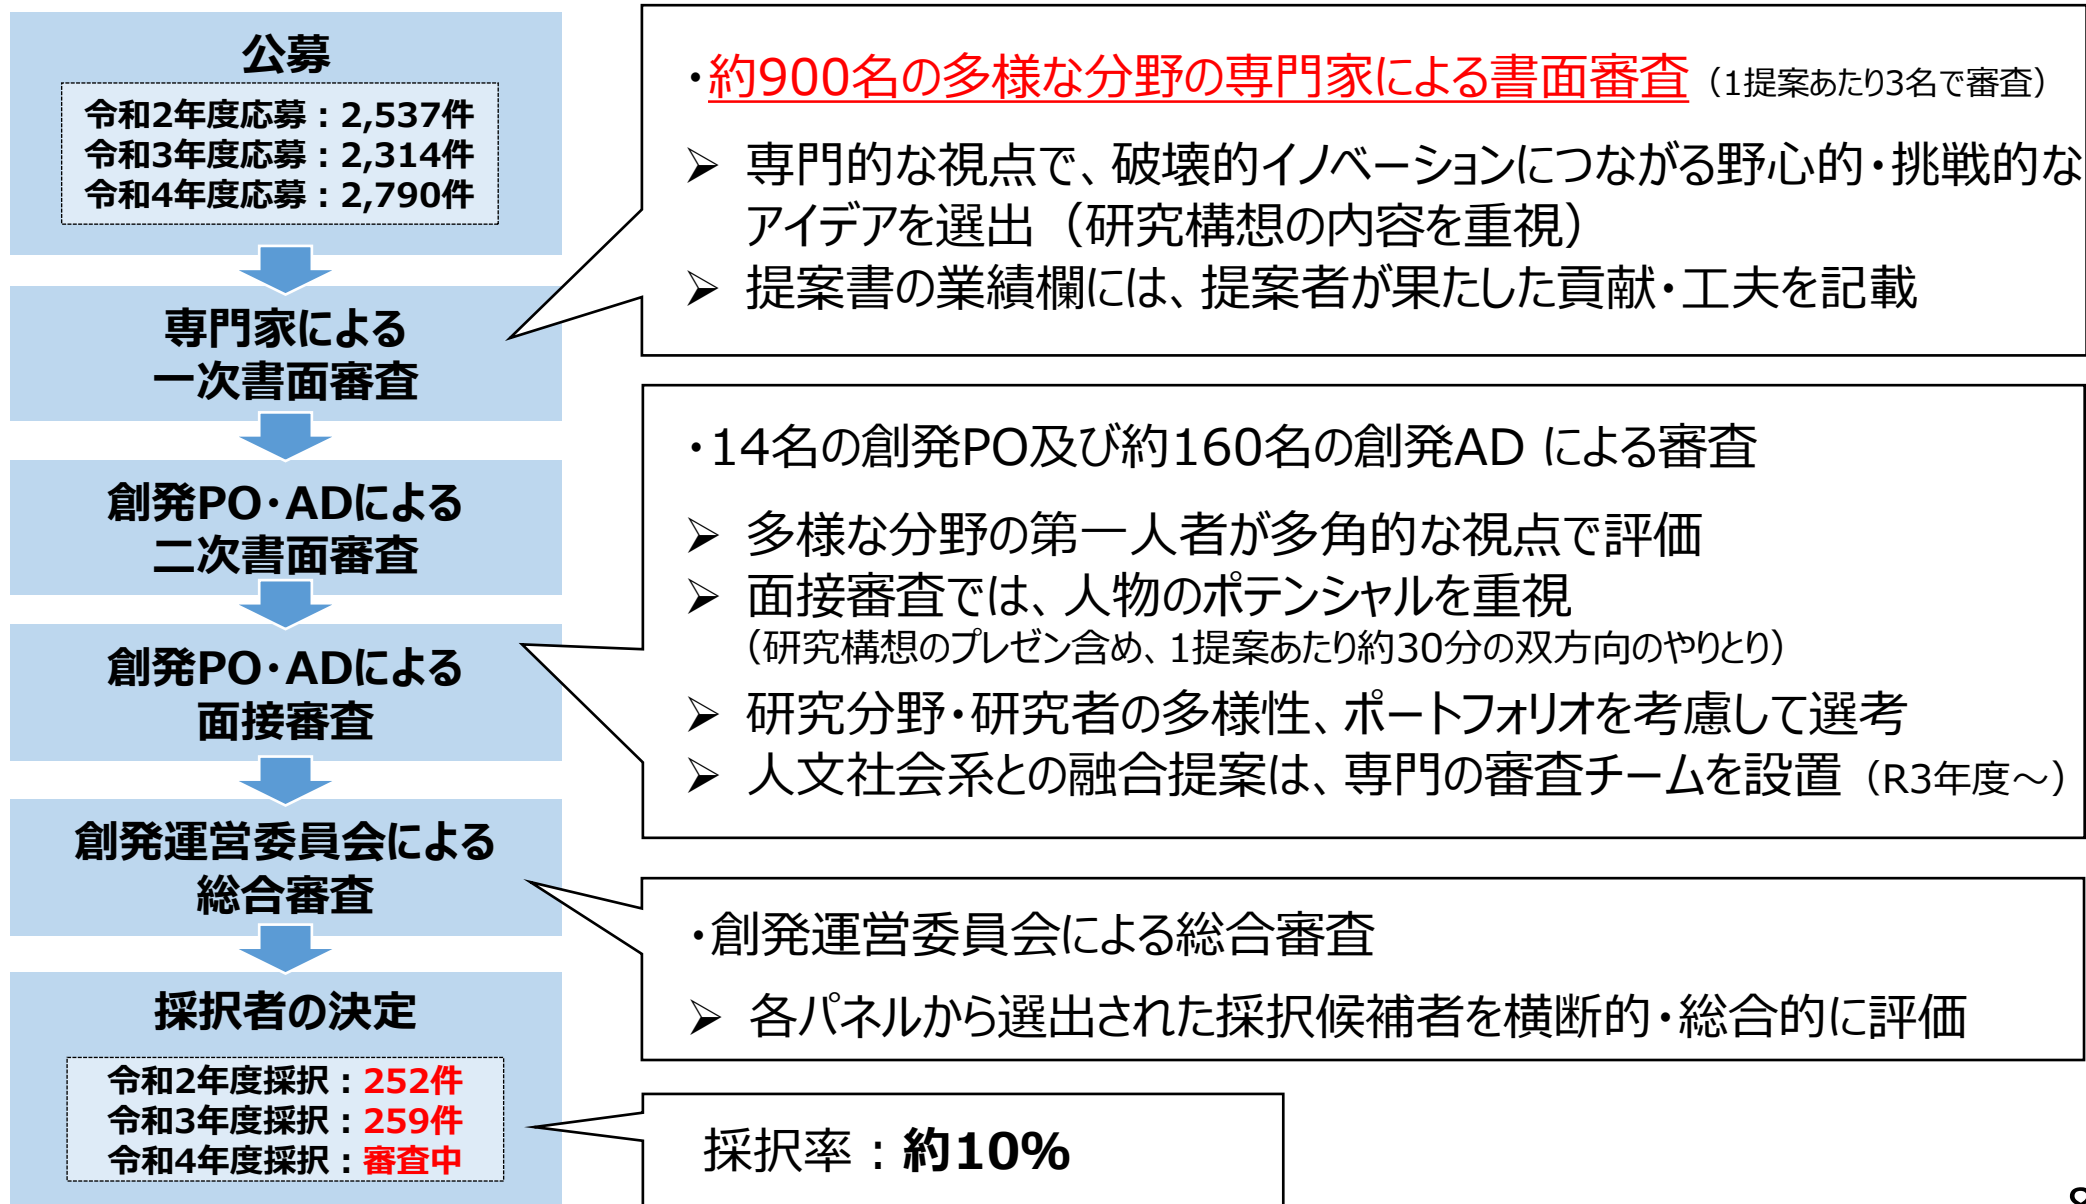 公募
令和2年度応募：2,537件
令和3年度応募：2,314件
令和4年度応募：2,790件
専門家による
一次書面審査
創発PO・ADによる
二次書面審査
創発PO・ADによる
面接審査
創発運営委員会による
総合審査
採択者の決定
令和2年度採択：252件
令和3年度採択：259件
令和4年度採択：審査中
・約900名の多様な分野の専門家による書面審査（1提案あたり3名で審査）
➢ 専門的な視点で、破壊的イノベーションにつながる野心的・挑戦的な
アイデアを選出（研究構想の内容を重視）
➢ 提案書の業績欄には、提案者が果たした貢献・工夫を記載
・14名の創発PO及び約160名の創発AD による審査
➢ 多様な分野の第一人者が多角的な視点で評価
➢ 面接審査では、人物のポテンシャルを重視
（研究構想のプレゼン含め、1提案あたり約30分の双方向のやりとり）
➢ 研究分野・研究者の多様性、ポートフォリオを考慮して選考
➢ 人文社会系との融合提案は、専門の審査チームを設置（R3年度～）
・創発運営委員会による総合審査
➢ 各パネルから選出された採択候補者を横断的・総合的に評価
採択率：約10%